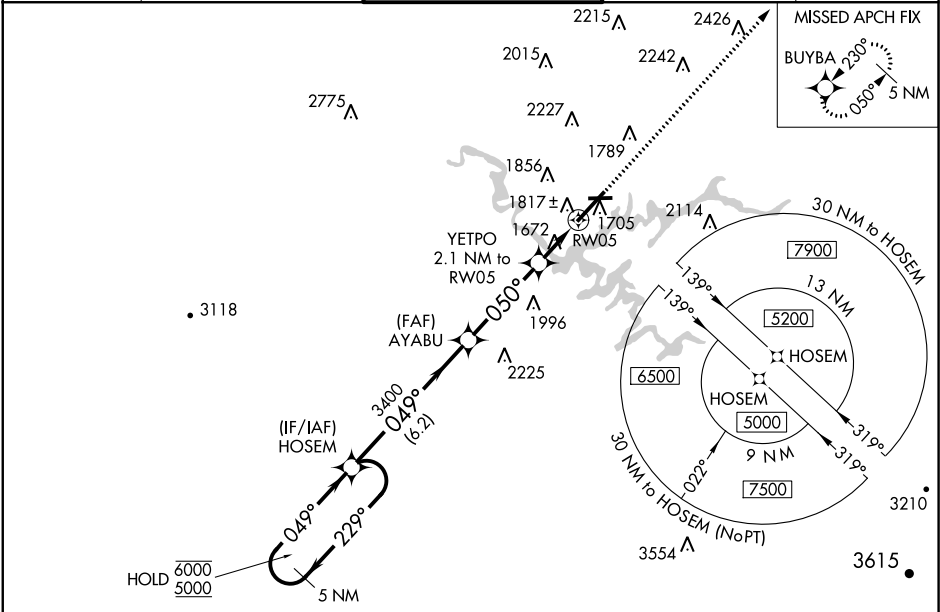 2215
2426
MISSED APCH FIX
2015
2242
BUYBA
230°
050°
5 NM
2775
2227
1789
1856
1817±
1705
2114
1672
RW05
YETPO
2.1 NM to
RW05
30 NM to HOSEM
7900
13 NM
139°
139°
5200
3118
050°
1996
(FAF)
AYABU
HOSEM
2225
6500
HOSEM
3400
049°
(6.2)
(IF/IAF)
HOSEM
5000
319°
319°
9 NM
022°
7500
30 NM to HOSEM (NoPT)
3210
049°
229°
3554
3615
HOLD
6000
5000
5 NM